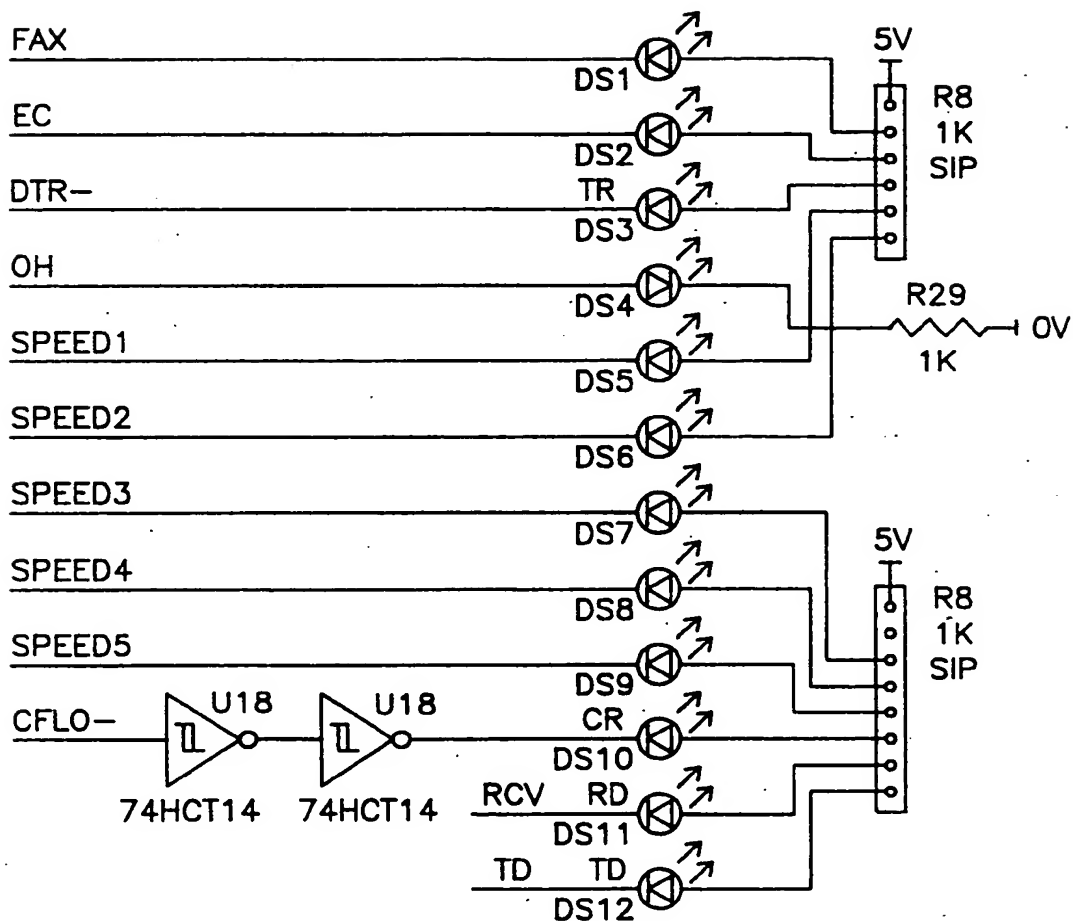 FAX
DS1
5V
R8
1K
SIP
EC
DS2
DTR-
TR
DS3
OH
DS4
R29
1K
0V
SPEED1
DS5
SPEED2
DS6
SPEED3
DS7
5V
R8
1K
SIP
SPEED4
DS8
SPEED5
DS9
CFLO-
U18
U18
CR
DS10
74HCT14
74HCT14
RCV
RD
DS11
TD
TD
DS12